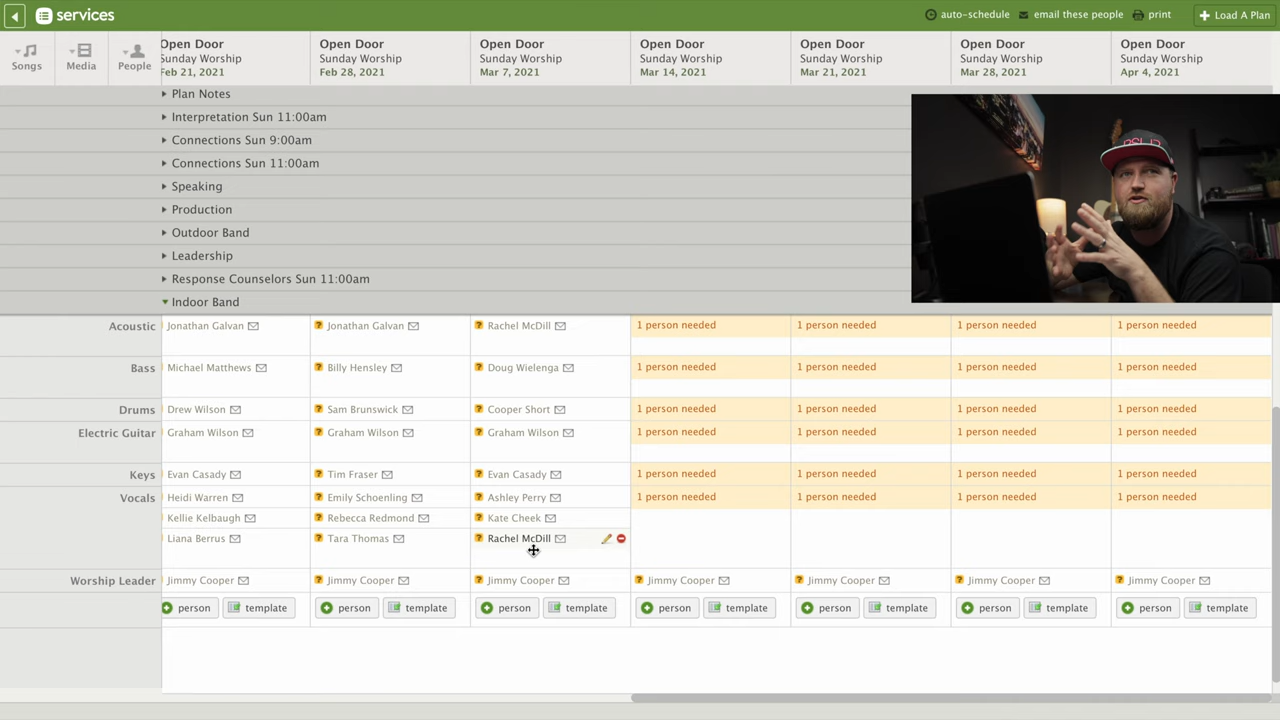 services
auto-schedule
email these people
print
Load A Plan
Songs
Media
People
Open Door
Sunday Worship
Feb 21, 2021
Open Door
Sunday Worship
Feb 28, 2021
Open Door
Sunday Worship
Mar 7, 2021
Open Door
Sunday Worship
Mar 14, 2021
Open Door
Sunday Worship
Mar 21, 2021
Open Door
Sunday Worship
Mar 28, 2021
Open Door
Sunday Worship
Apr 4, 2021
Plan Notes
Interpretation Sun 11:00am
Connections Sun 9:00am
Connections Sun 11:00am
Speaking
Production
Outdoor Band
Leadership
Response Counselors Sun 11:00am
Indoor Band
Acoustic Jonathan Galvan ? Jonathan Galvan ? Rachel McDill 1 person needed 1 person needed 1 person needed 1 person needed
Bass Michael Matthews ? Billy Hensley ? Doug Wielenga 1 person needed 1 person needed 1 person needed 1 person needed
Drums Drew Wilson ? Sam Brunswick ? Cooper Short 1 person needed 1 person needed 1 person needed 1 person needed
Electric Guitar Graham Wilson ? Graham Wilson ? Graham Wilson 1 person needed 1 person needed 1 person needed 1 person needed
Keys Evan Casady ? Tim Fraser ? Evan Casady 1 person needed 1 person needed 1 person needed 1 person needed
Vocals Heidi Warren ? Emily Schoenling ? Ashley Perry 1 person needed 1 person needed 1 person needed 1 person needed
Kellie Kelbaugh ? Rebecca Redmond ? Kate Cheek
Liana Berrus ? Tara Thomas ? Rachel McDill
Worship Leader Jimmy Cooper ? Jimmy Cooper ? Jimmy Cooper ? Jimmy Cooper ? Jimmy Cooper ? Jimmy Cooper ? Jimmy Cooper
person template person template person template person template person template person template person template